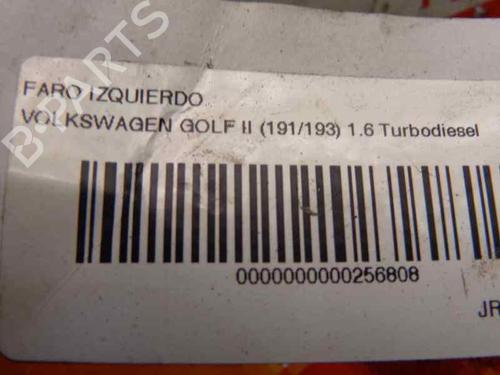 FARO IZQUIERDO
VOLKSWAGEN GOLF II (191/193) 1.6 Turbodiesel
0000000000256808
JR
B-PARTS